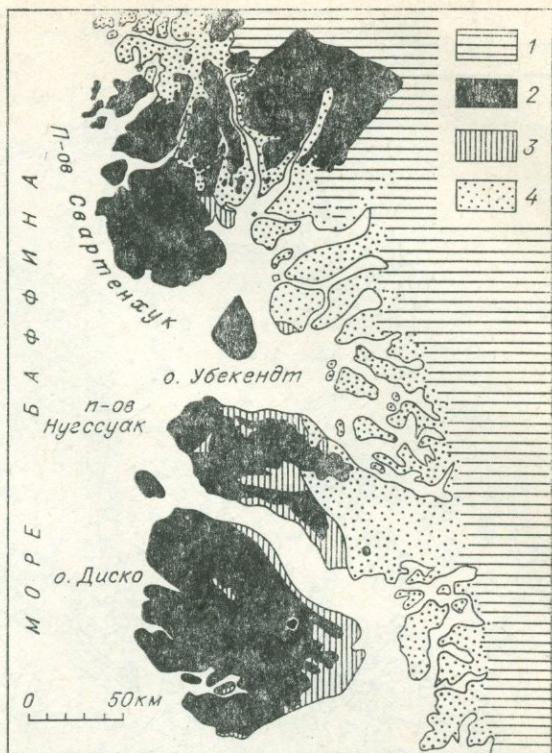 1
2
3
4
П-ов Свартенхук
МОРЕ БАФФИНА
о. Убекендт
п-ов
Нугссуак
о. Диско
0 50км